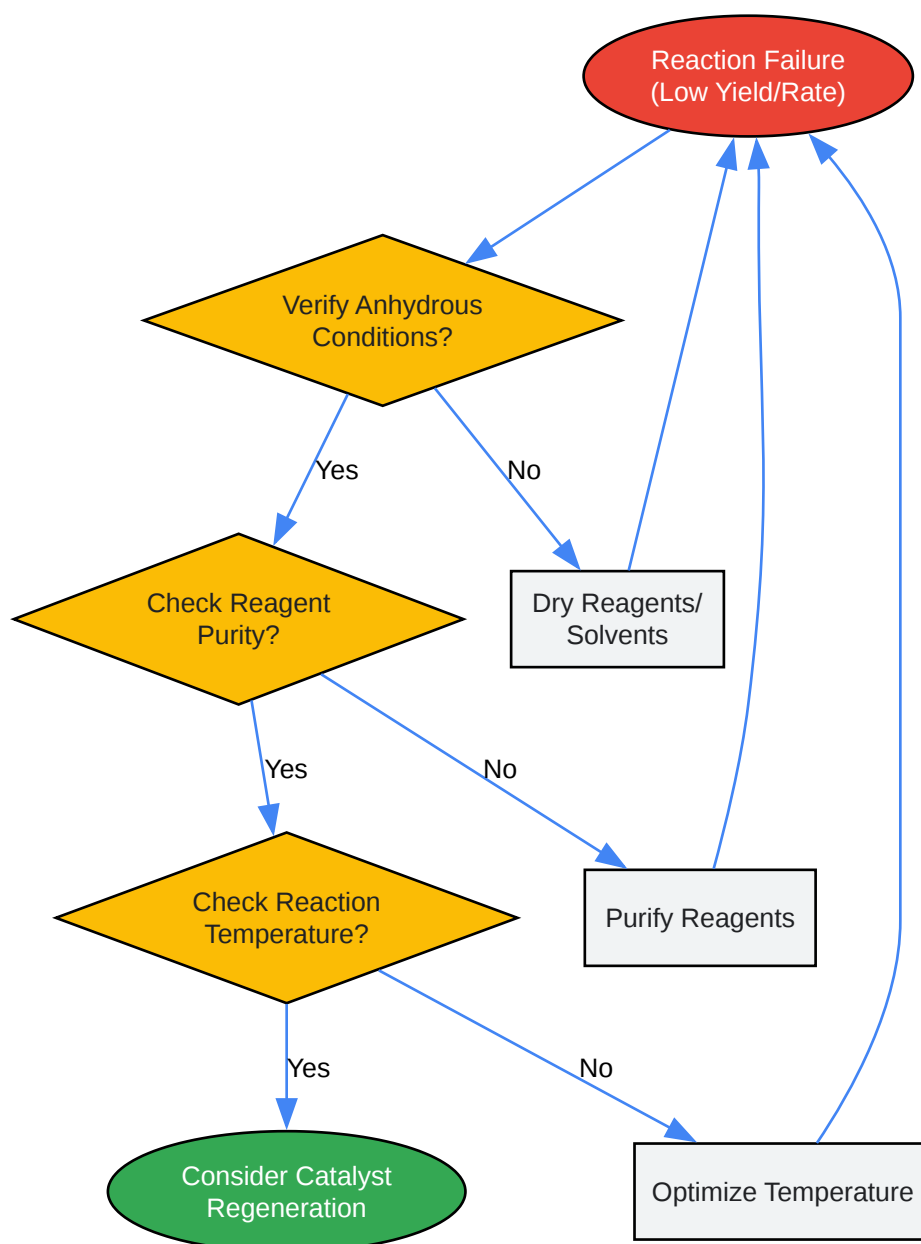 Reaction Failure
(Low Yield/Rate)
Verify Anhydrous
Conditions?
Yes
No
Check Reagent
Purity?
Dry Reagents/
Solvents
Yes
No
Check Reaction
Temperature?
Purify Reagents
Yes
No
Consider Catalyst
Regeneration
Optimize Temperature